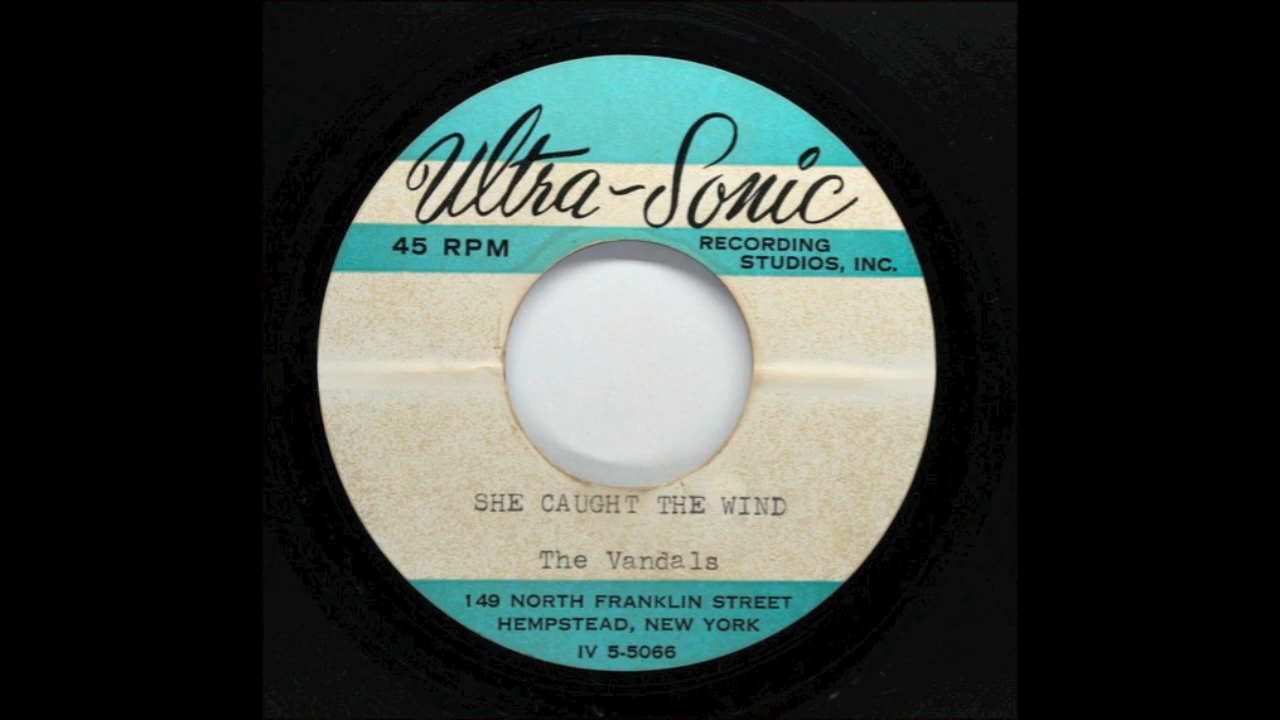 Ultra-Sonic
45 RPM
RECORDING
STUDIOS, INC.
SHE CAUGHT THE WIND
The Vandals
149 NORTH FRANKLIN STREET
HEMPSTEAD, NEW YORK
IV 5-5066